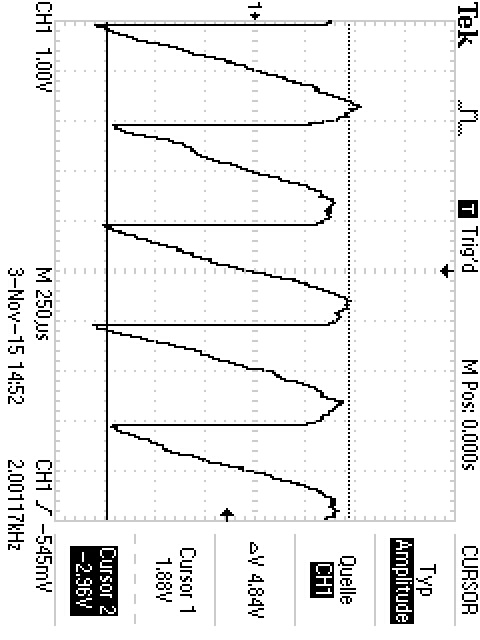 Tek
T Trig'd
M Pos: 0.000s
CURSOR
Typ
Amplitude
Quelle
CH1
ΔV 4.84V
Cursor 1
1.88V
Cursor 2
-2.96V
1
CH1 1.00V
M 250µs
CH1
-545mV
3-Nov-15 14:52
2.00117kHz